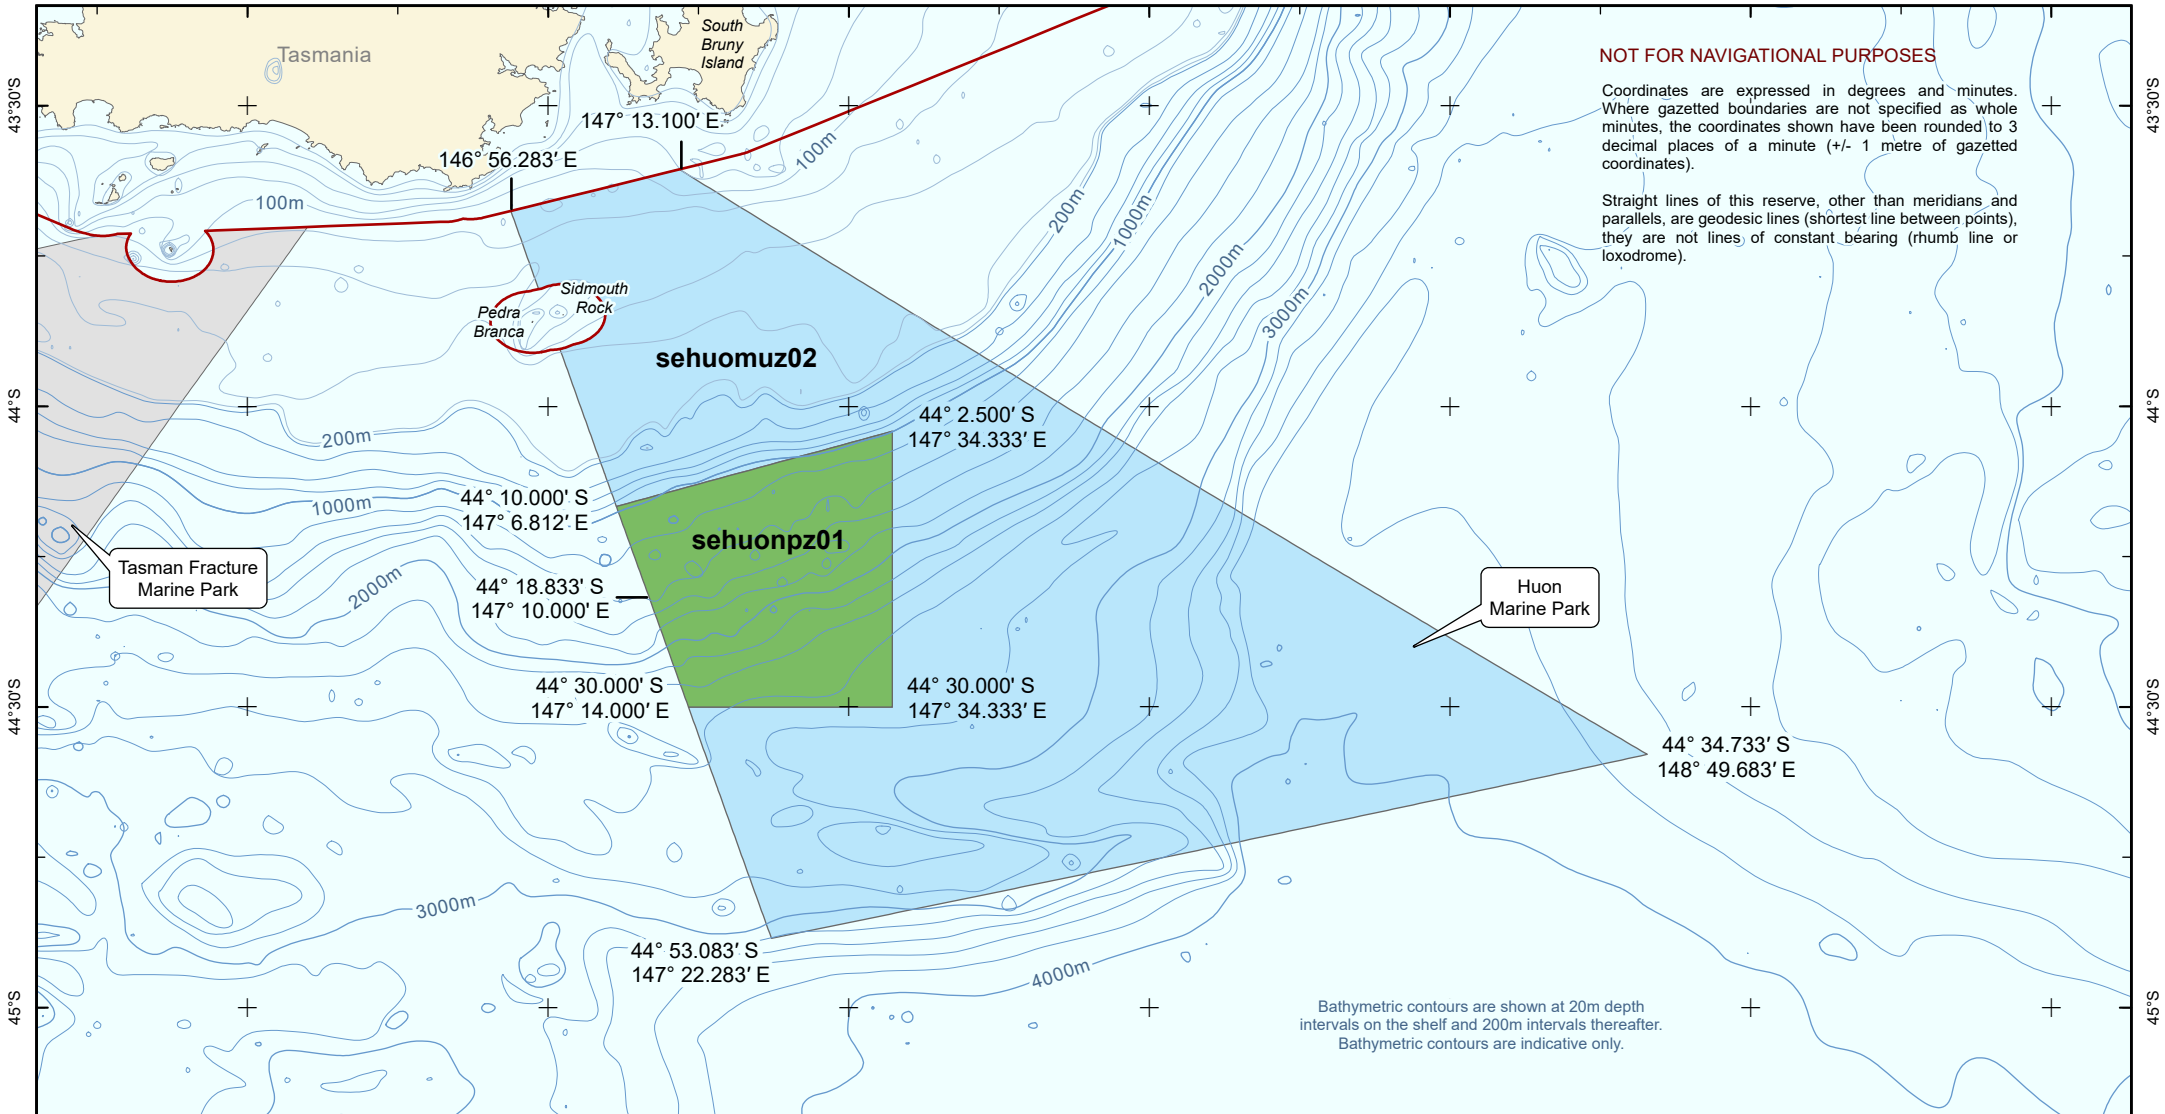 South
Bruny
Island
Tasmania
NOT FOR NAVIGATIONAL PURPOSES
Coordinates are expressed in degrees and minutes.
Where gazetted boundaries are not specified as whole
minutes, the coordinates shown have been rounded to 3
decimal places of a minute (+/- 1 metre of gazetted
coordinates).
Straight lines of this reserve, other than meridians and
parallels, are geodesic lines (shortest line between points),
they are not lines of constant bearing (rhumb line or
loxodrome).
43°30'S
43°30'S
147° 13.100′ E
146° 56.283′ E
100m
100m
200m
1000m
2000m
3000m
Sidmouth
Rock
Pedra
Branca
sehuomuz02
44°S
44°S
44° 2.500′ S
147° 34.333′ E
200m
1000m
44° 10.000' S
147° 6.812′ E
sehuonpz01
Tasman Fracture
Marine Park
2000m
44° 18.833' S
147° 10.000′ E
Huon
Marine Park
44° 30.000′ S
147° 14.000′ E
44° 30.000′ S
147° 34.333′ E
44°30'S
44°30'S
44° 34.733′ S
148° 49.683′ E
3000m
44° 53.083′ S
147° 22.283′ E
4000m
45°S
45°S
Bathymetric contours are shown at 20m depth
intervals on the shelf and 200m intervals thereafter.
Bathymetric contours are indicative only.